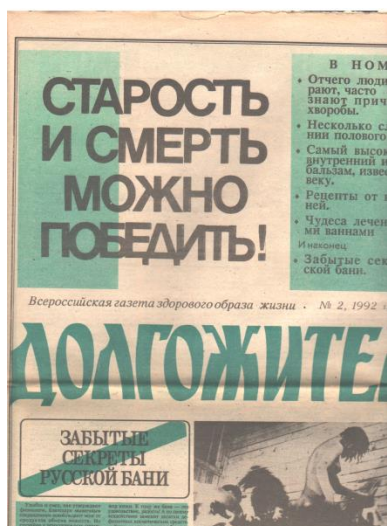 СТАРОСТЬ
И СМЕРТЬ
МОЖНО
ПОБЕДИТЬ!
В НОМ
• Отчего люди
рают, часто
знают прич
хворобы.
• Несколько с
нии полового
• Самый высок
внутренний
бальзам, извес
веку.
• Рецепты от
ней.
• Чудеса лечен
ми ваннами
И наконец
• Забытые сек
ской бани.
Всероссийская газета здорового образа жизни • № 2, 1992
ДОЛГОЖИТЕЛ
ЗАБЫТЫЕ
СЕКРЕТЫ
РУССКОЙ БАНИ